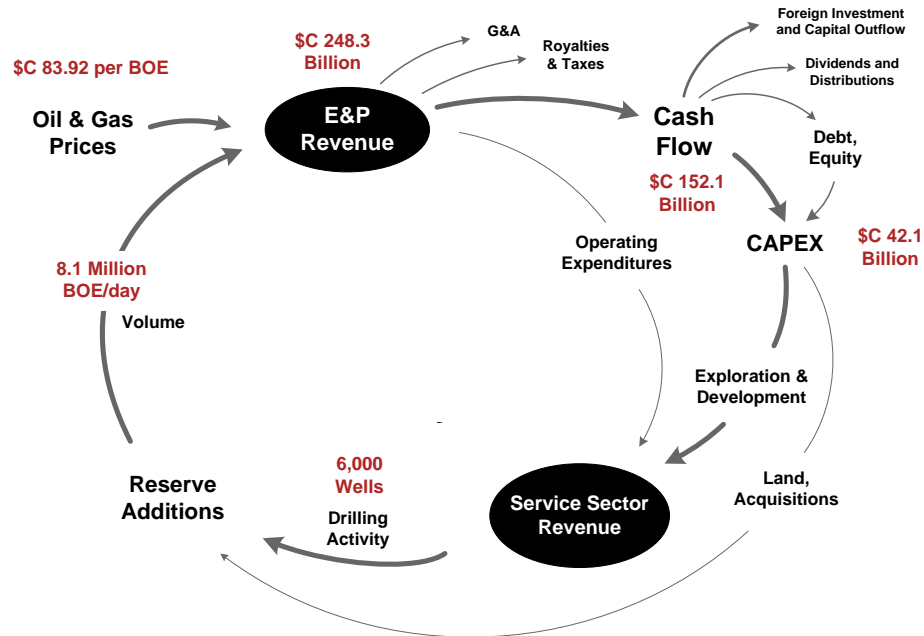 $C 83.92 per BOE
Oil & Gas
Prices
$C 248.3
Billion
E&P
Revenue
G&A
Royalties
& Taxes
Foreign Investment
and Capital Outflow
Dividends and
Distributions
Cash
Flow
$C 152.1
Billion
Debt,
Equity
CAPEX
$C 42.1
Billion
Operating
Expenditures
8.1 Million
BOE/day
Volume
Exploration &
Development
Land,
Acquisitions
Service Sector
Revenue
6,000
Wells
Drilling
Activity
Reserve
Additions